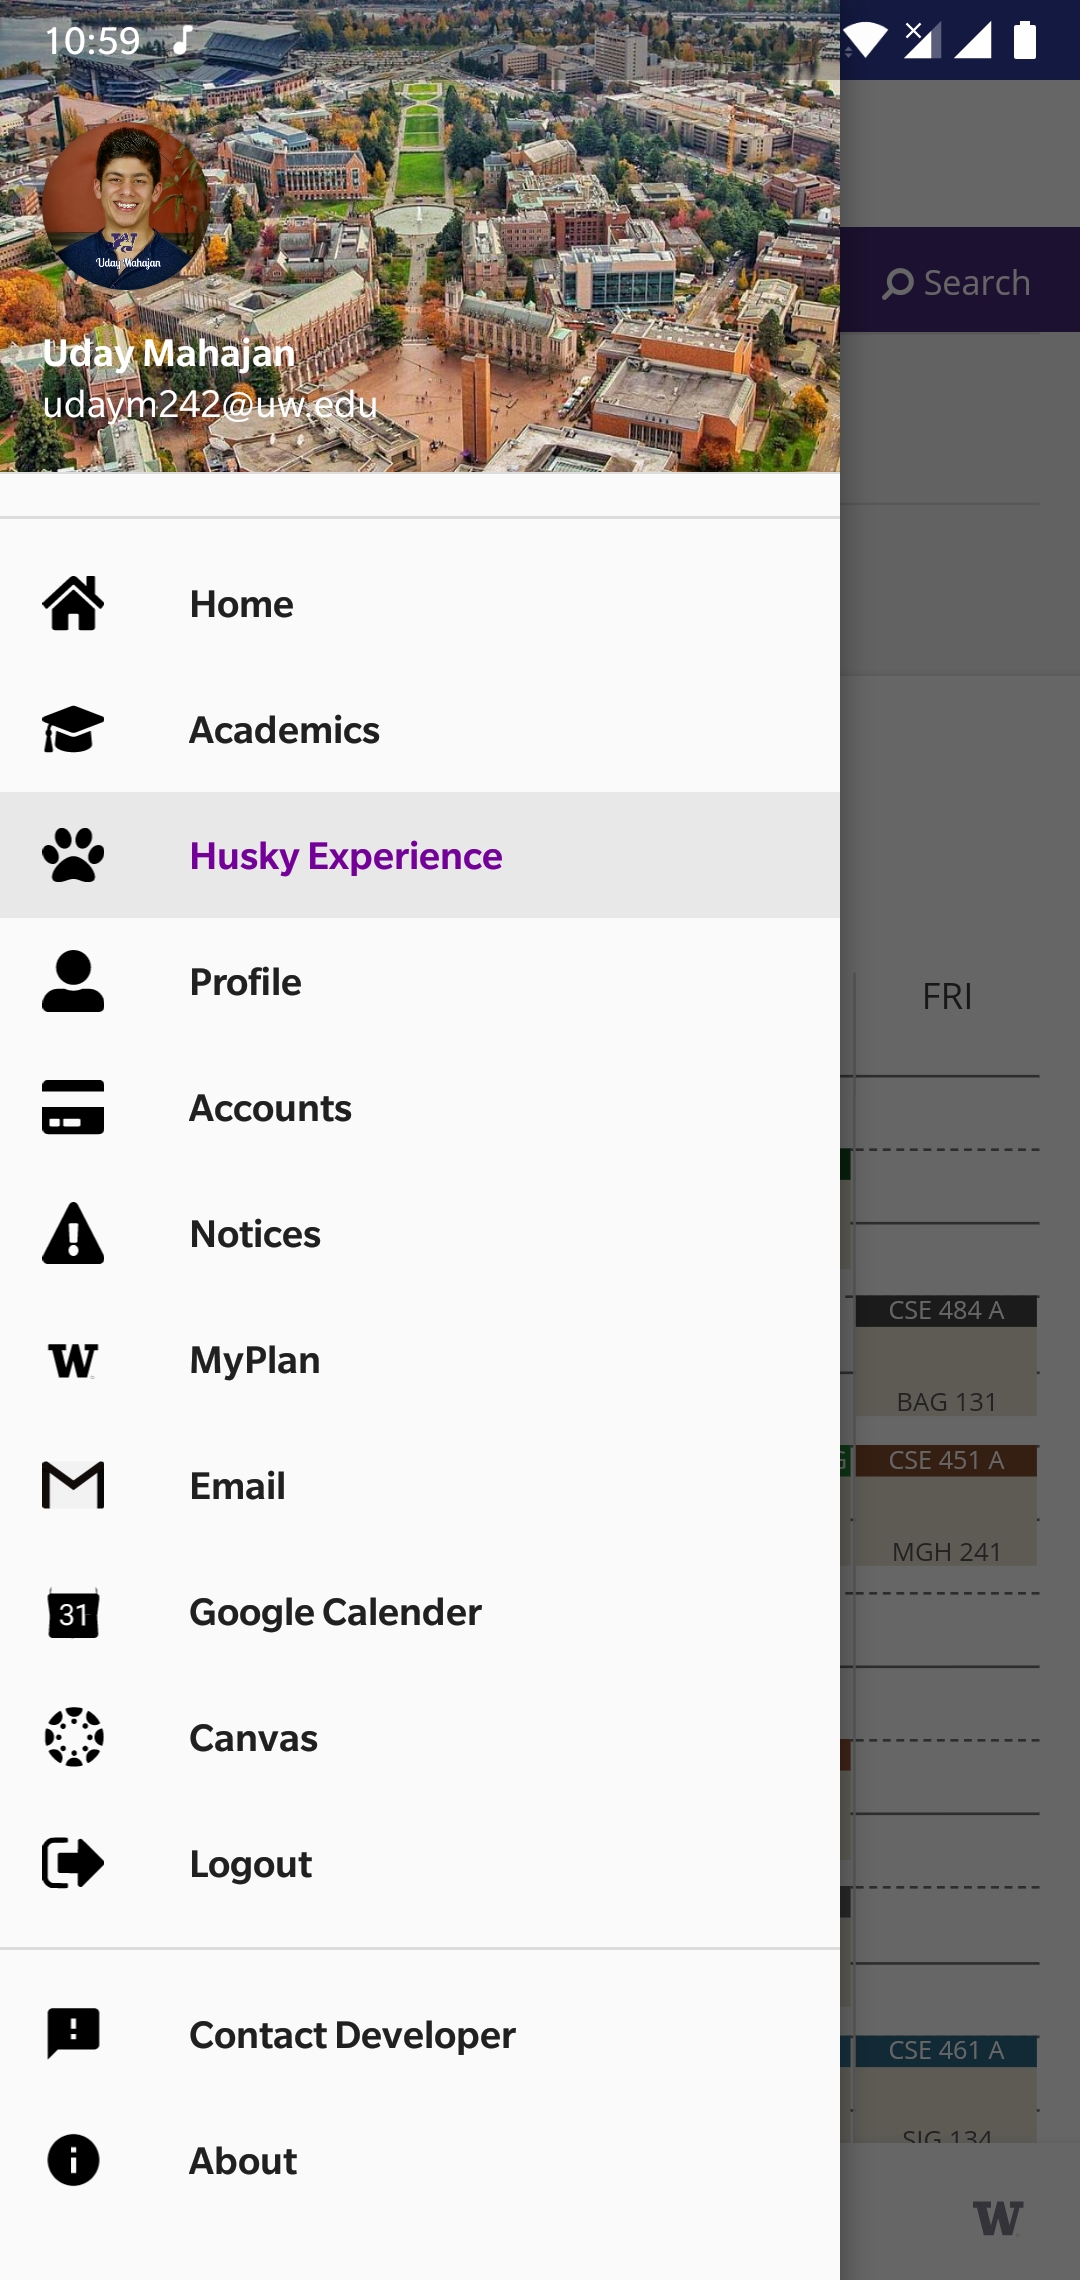 10:59
Search
Uday Mahajan
Uday Mahajan
udaym242@uw.edu
Home
Academics
Husky Experience
Profile
FRI
Accounts
Notices
CSE 484 A
W
MyPlan
BAG 131
Email
G
CSE 451 A
MGH 241
31
Google Calender
Canvas
Logout
Contact Developer
CSE 461 A
SIG 134
About
W